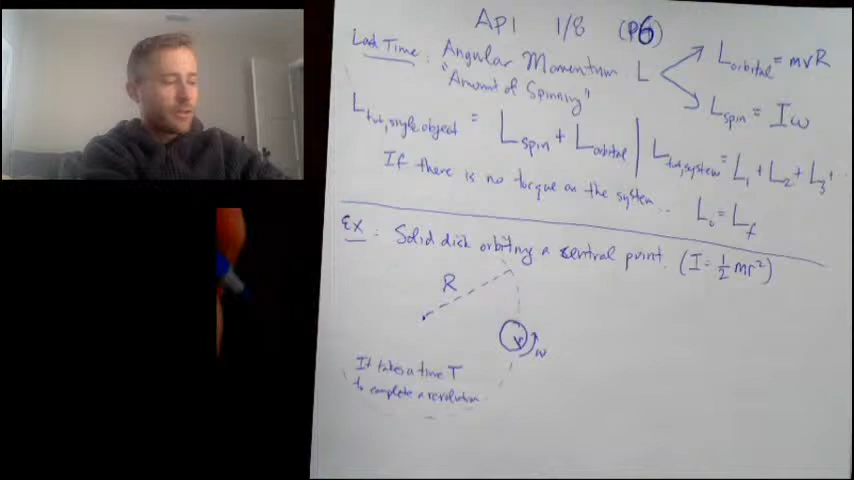 AP1 1/8 (P6)
Last Time: Angular Momentum L
"Amount of Spinning"
L orbital = mvR
L spin = Iω
L tot, single object = L spin + L orbital | L tot, system = L1 + L2 + L3 + ...
If there is no torque on the system... Li = Lf
Ex: Solid disk orbiting a central point. (I = 1/2 mr²)
R
r
ω
It takes a time T
to complete a revolution